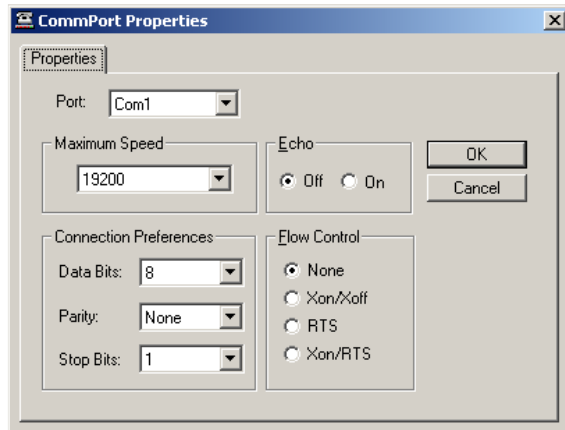 CommPort Properties
Properties
Port: Com1
Maximum Speed
19200
Echo
Off On
OK
Cancel
Connection Preferences
Data Bits: 8
Parity: None
Stop Bits: 1
Flow Control
None
Xon/Xoff
RTS
Xon/RTS